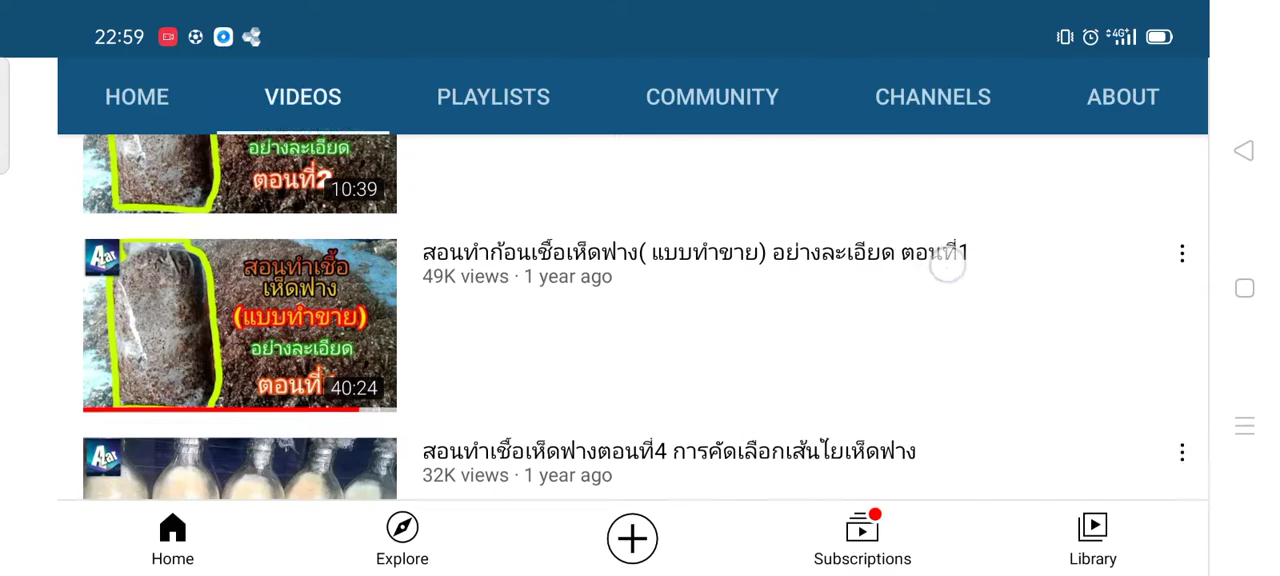 22:59
4G+
HOME VIDEOS PLAYLISTS COMMUNITY CHANNELS ABOUT
อย่างละเอียด
ตอนที่2
10:39
Azar
สอนทำเชื้อ
เห็ดฟาง
(แบบทำขาย)
อย่างละเอียด
ตอนที่
40:24
สอนทำก้อนเชื้อเห็ดฟาง( แบบทำขาย) อย่างละเอียด ตอนที่1
49K views · 1 year ago
Azar
สอนทำเชื้อเห็ดฟางตอนที่4 การคัดเลือกเส้นใยเห็ดฟาง
32K views · 1 year ago
Home Explore Subscriptions Library